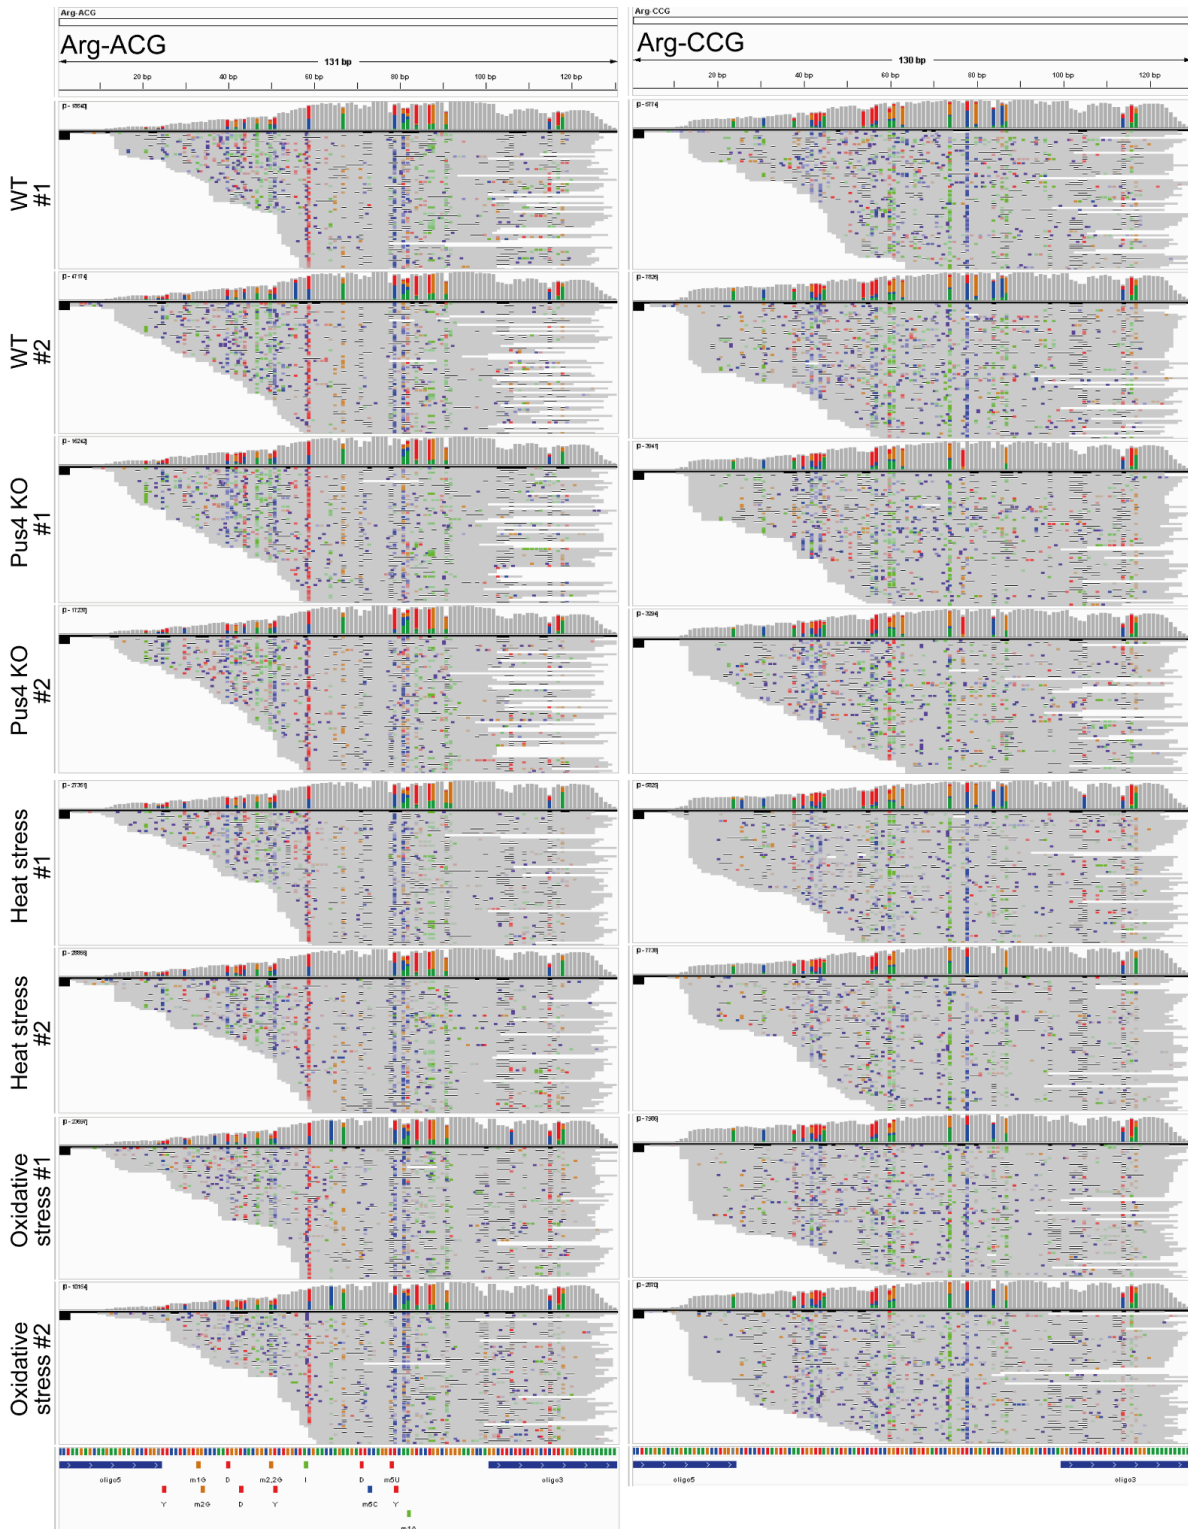 Arg-ACG
Arg-ACG
131 bp
20 bp 40 bp 60 bp 80 bp 100 bp 120 bp
Arg-CCG
Arg-CCG
130 bp
20 bp 40 bp 60 bp 80 bp 100 bp 120 bp
WT
#1
WT
#2
Pus4 KO
#1
Pus4 KO
#2
Heat stress
#1
Heat stress
#2
Oxidative
stress #1
Oxidative
stress #2
oligo5 m1G D m2,2G I D m5U oligo3
Y m2G D Y m5C Y
m1A
oligo5 oligo3